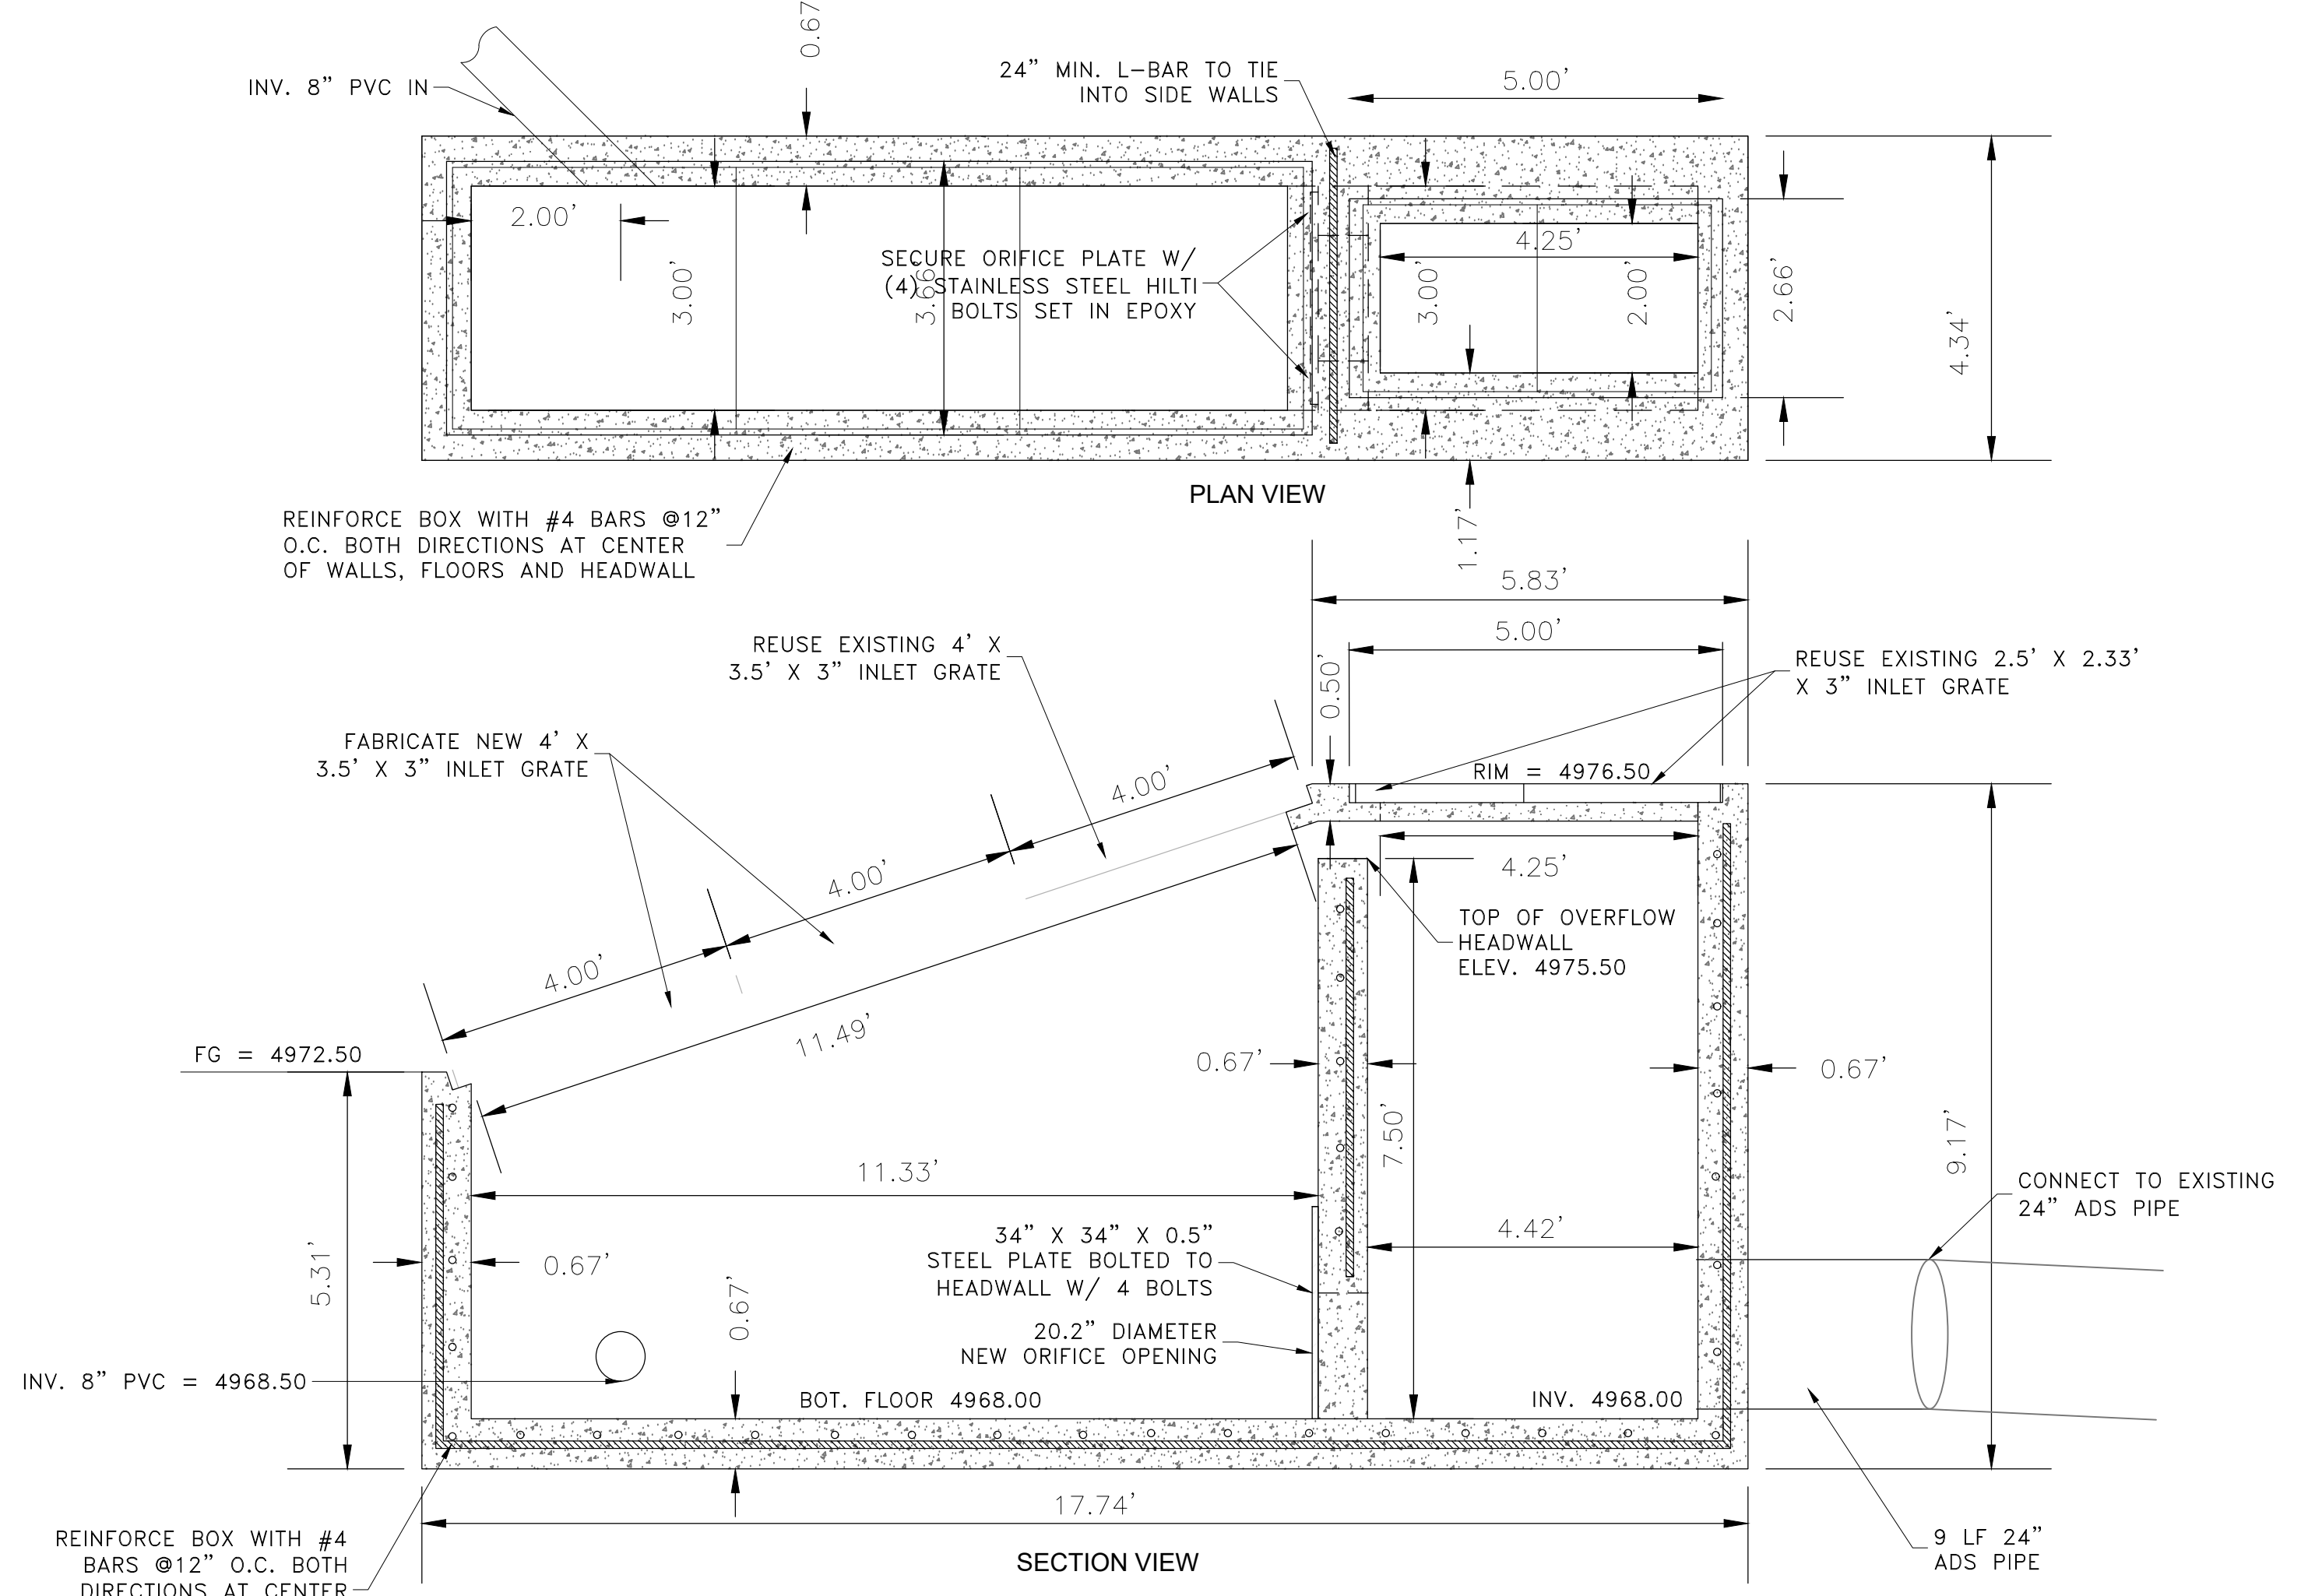 0.67
INV. 8” PVC IN
24” MIN. L-BAR TO TIE
INTO SIDE WALLS
5.00’
2.00’
3.00’
3.66’
SECURE ORIFICE PLATE W/
(4) STAINLESS STEEL HILTI
BOLTS SET IN EPOXY
4.25’
3.00’
2.00’
2.66’
4.34’
1.17’
PLAN VIEW
REINFORCE BOX WITH #4 BARS @12”
O.C. BOTH DIRECTIONS AT CENTER
OF WALLS, FLOORS AND HEADWALL
5.83’
5.00’
0.50’
REUSE EXISTING 4’ X
3.5’ X 3” INLET GRATE
REUSE EXISTING 2.5’ X 2.33’
X 3” INLET GRATE
FABRICATE NEW 4’ X
3.5’ X 3” INLET GRATE
RIM = 4976.50
4.00’
4.00’
4.00’
11.49’
4.25’
TOP OF OVERFLOW
HEADWALL
ELEV. 4975.50
FG = 4972.50
0.67’
0.67’
7.50’
9.17’
11.33’
CONNECT TO EXISTING
24” ADS PIPE
34” X 34” X 0.5”
STEEL PLATE BOLTED TO
HEADWALL W/ 4 BOLTS
4.42’
5.31’
0.67’
0.67’
20.2” DIAMETER
NEW ORIFICE OPENING
INV. 8” PVC = 4968.50
BOT. FLOOR 4968.00
INV. 4968.00
17.74’
SECTION VIEW
REINFORCE BOX WITH #4
BARS @12” O.C. BOTH
DIRECTIONS AT CENTER
9 LF 24”
ADS PIPE